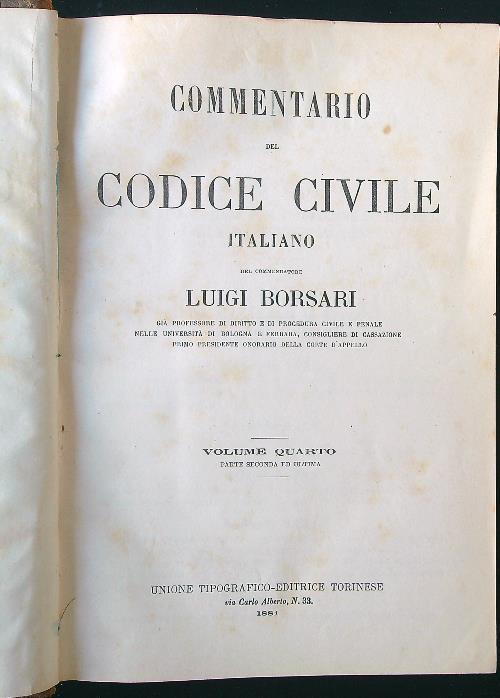 COMMENTARIO
DEL
CODICE CIVILE
ITALIANO
DEL COMMENDATORE
LUIGI BORSARI
GIÀ PROFESSORE DI DIRITTO E DI PROCEDURA CIVILE E PENALE
NELLE UNIVERSITÀ DI BOLOGNA E FERRARA, CONSIGLIERE DI CASSAZIONE
PRIMO PRESIDENTE ONORARIO DELLA CORTE D'APPELLO
VOLUME QUARTO
PARTE SECONDA ED ULTIMA
UNIONE TIPOGRAFICO-EDITRICE TORINESE
via Carlo Alberto, N. 33.
1881